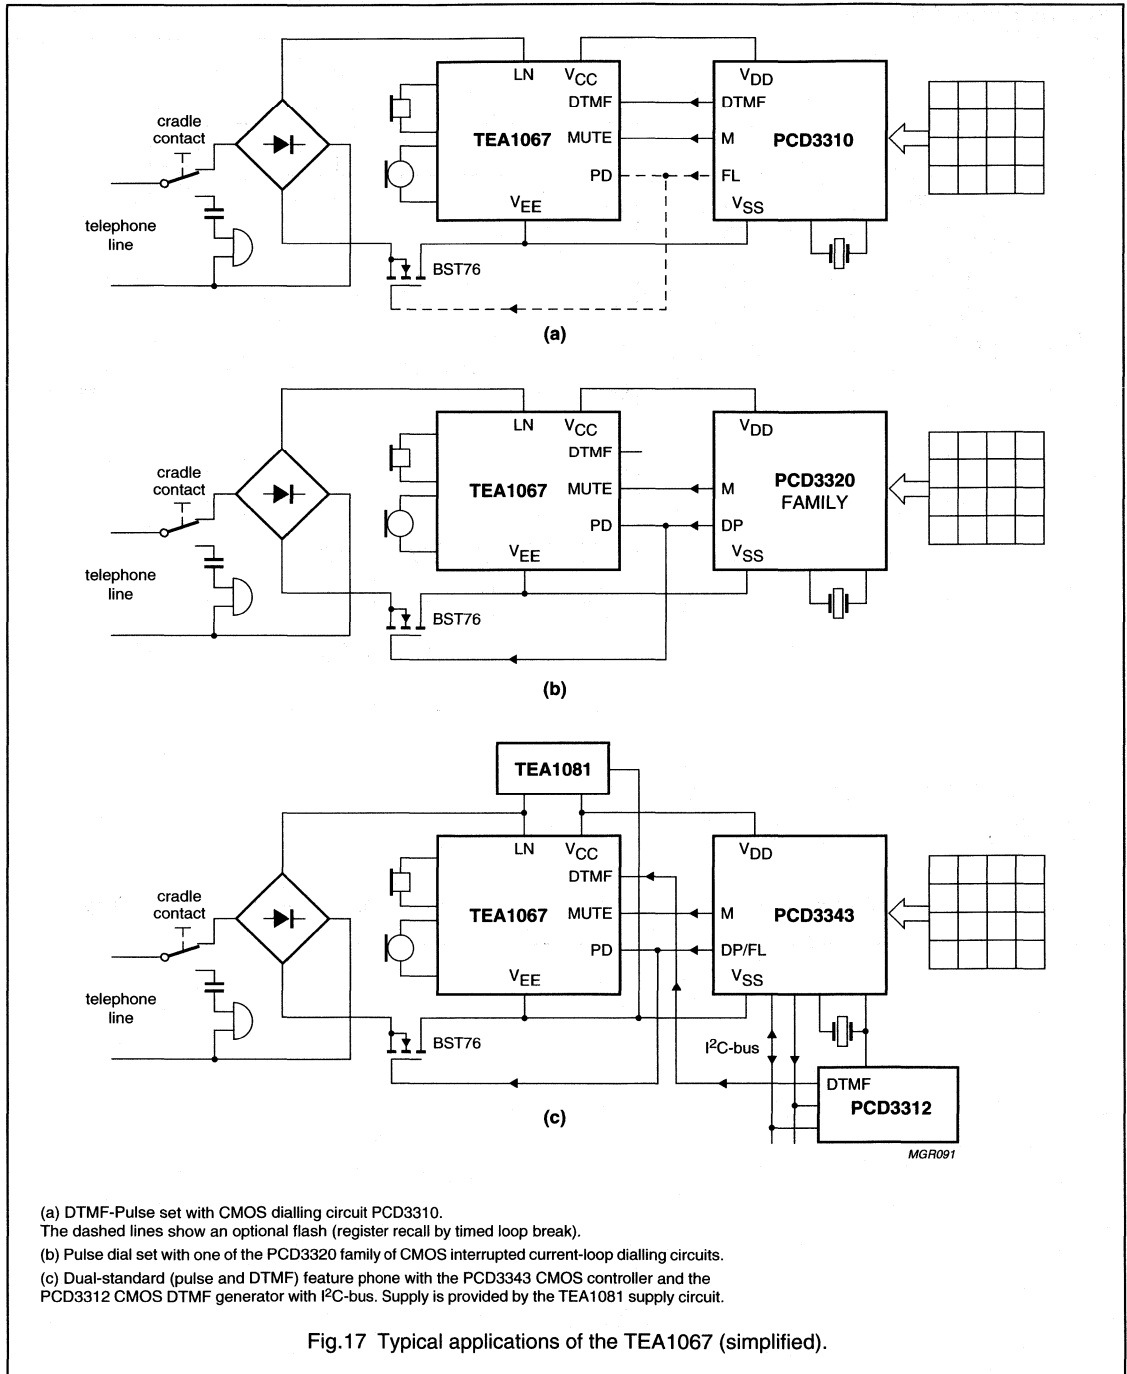 LN
VCC
VDD
DTMF
DTMF
cradle
contact
TEA1067
MUTE
M
PCD3310
PD
FL
VEE
VSS
telephone
line
BST76
(a)
LN
VCC
VDD
DTMF
cradle
contact
TEA1067
MUTE
M
PCD3320
FAMILY
PD
DP
VEE
VSS
telephone
line
BST76
(b)
TEA1081
LN
VCC
VDD
DTMF
cradle
contact
TEA1067
MUTE
M
PCD3343
PD
DP/FL
VEE
VSS
telephone
line
BST76
I²C-bus
DTMF
PCD3312
(c)
MGR091
(a) DTMF-Pulse set with CMOS dialling circuit PCD3310.
The dashed lines show an optional flash (register recall by timed loop break).
(b) Pulse dial set with one of the PCD3320 family of CMOS interrupted current-loop dialling circuits.
(c) Dual-standard (pulse and DTMF) feature phone with the PCD3343 CMOS controller and the
PCD3312 CMOS DTMF generator with I²C-bus. Supply is provided by the TEA1081 supply circuit.
Fig.17 Typical applications of the TEA1067 (simplified).